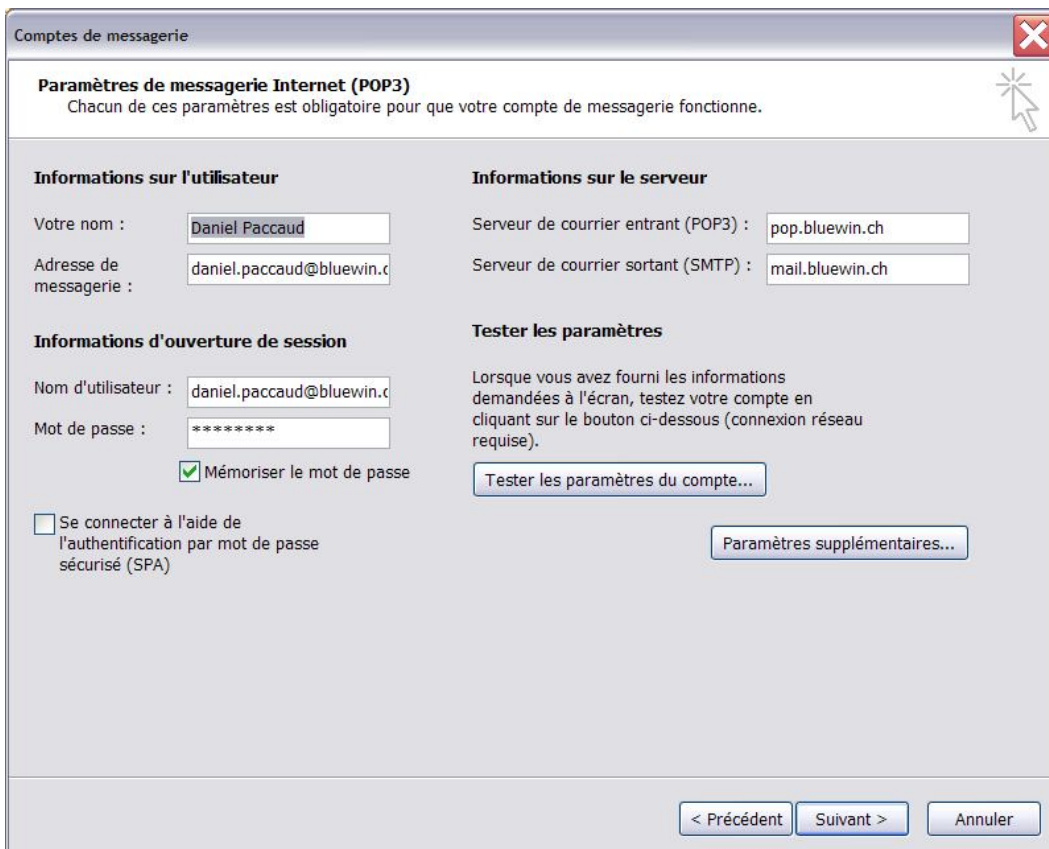 Comptes de messagerie
Paramètres de messagerie Internet (POP3)
Chacun de ces paramètres est obligatoire pour que votre compte de messagerie fonctionne.
Informations sur l'utilisateur
Votre nom :
Daniel Paccaud
Adresse de
messagerie :
daniel.paccaud@bluewin.c
Informations d'ouverture de session
Nom d'utilisateur :
daniel.paccaud@bluewin.c
Mot de passe :
********
Mémoriser le mot de passe
Se connecter à l'aide de
l'authentification par mot de passe
sécurisé (SPA)
Informations sur le serveur
Serveur de courrier entrant (POP3) :
pop.bluewin.ch
Serveur de courrier sortant (SMTP) :
mail.bluewin.ch
Tester les paramètres
Lorsque vous avez fourni les informations
demandées à l'écran, testez votre compte en
cliquant sur le bouton ci-dessous (connexion réseau
requise).
Tester les paramètres du compte...
Paramètres supplémentaires...
< Précédent
Suivant >
Annuler